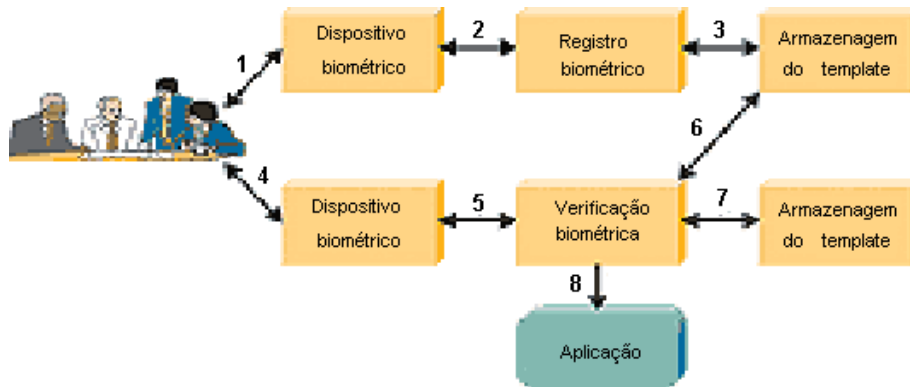 Dispositivo
biométrico
Registro
biométrico
Armazenagem
do template
1
2
3
4
5
6
7
8
Dispositivo
biométrico
Verificação
biométrica
Armazenagem
do template
Aplicação